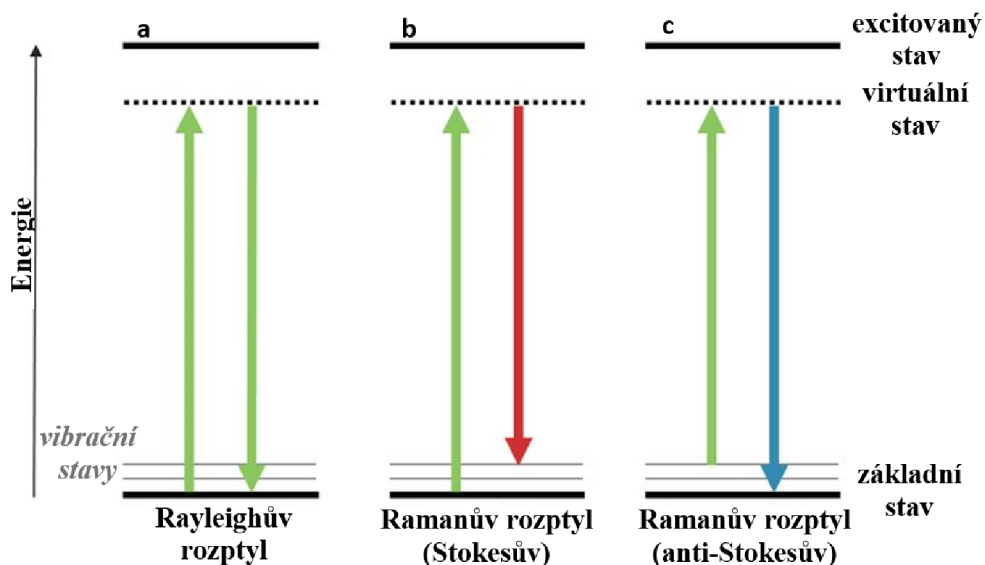 a
b
c
excitovaný
stav
virtuální
stav
Energie
vibrační
stavy
základní
stav
Rayleighův
rozptyl
Ramanův rozptyl
(Stokesův)
Ramanův rozptyl
(anti-Stokesův)